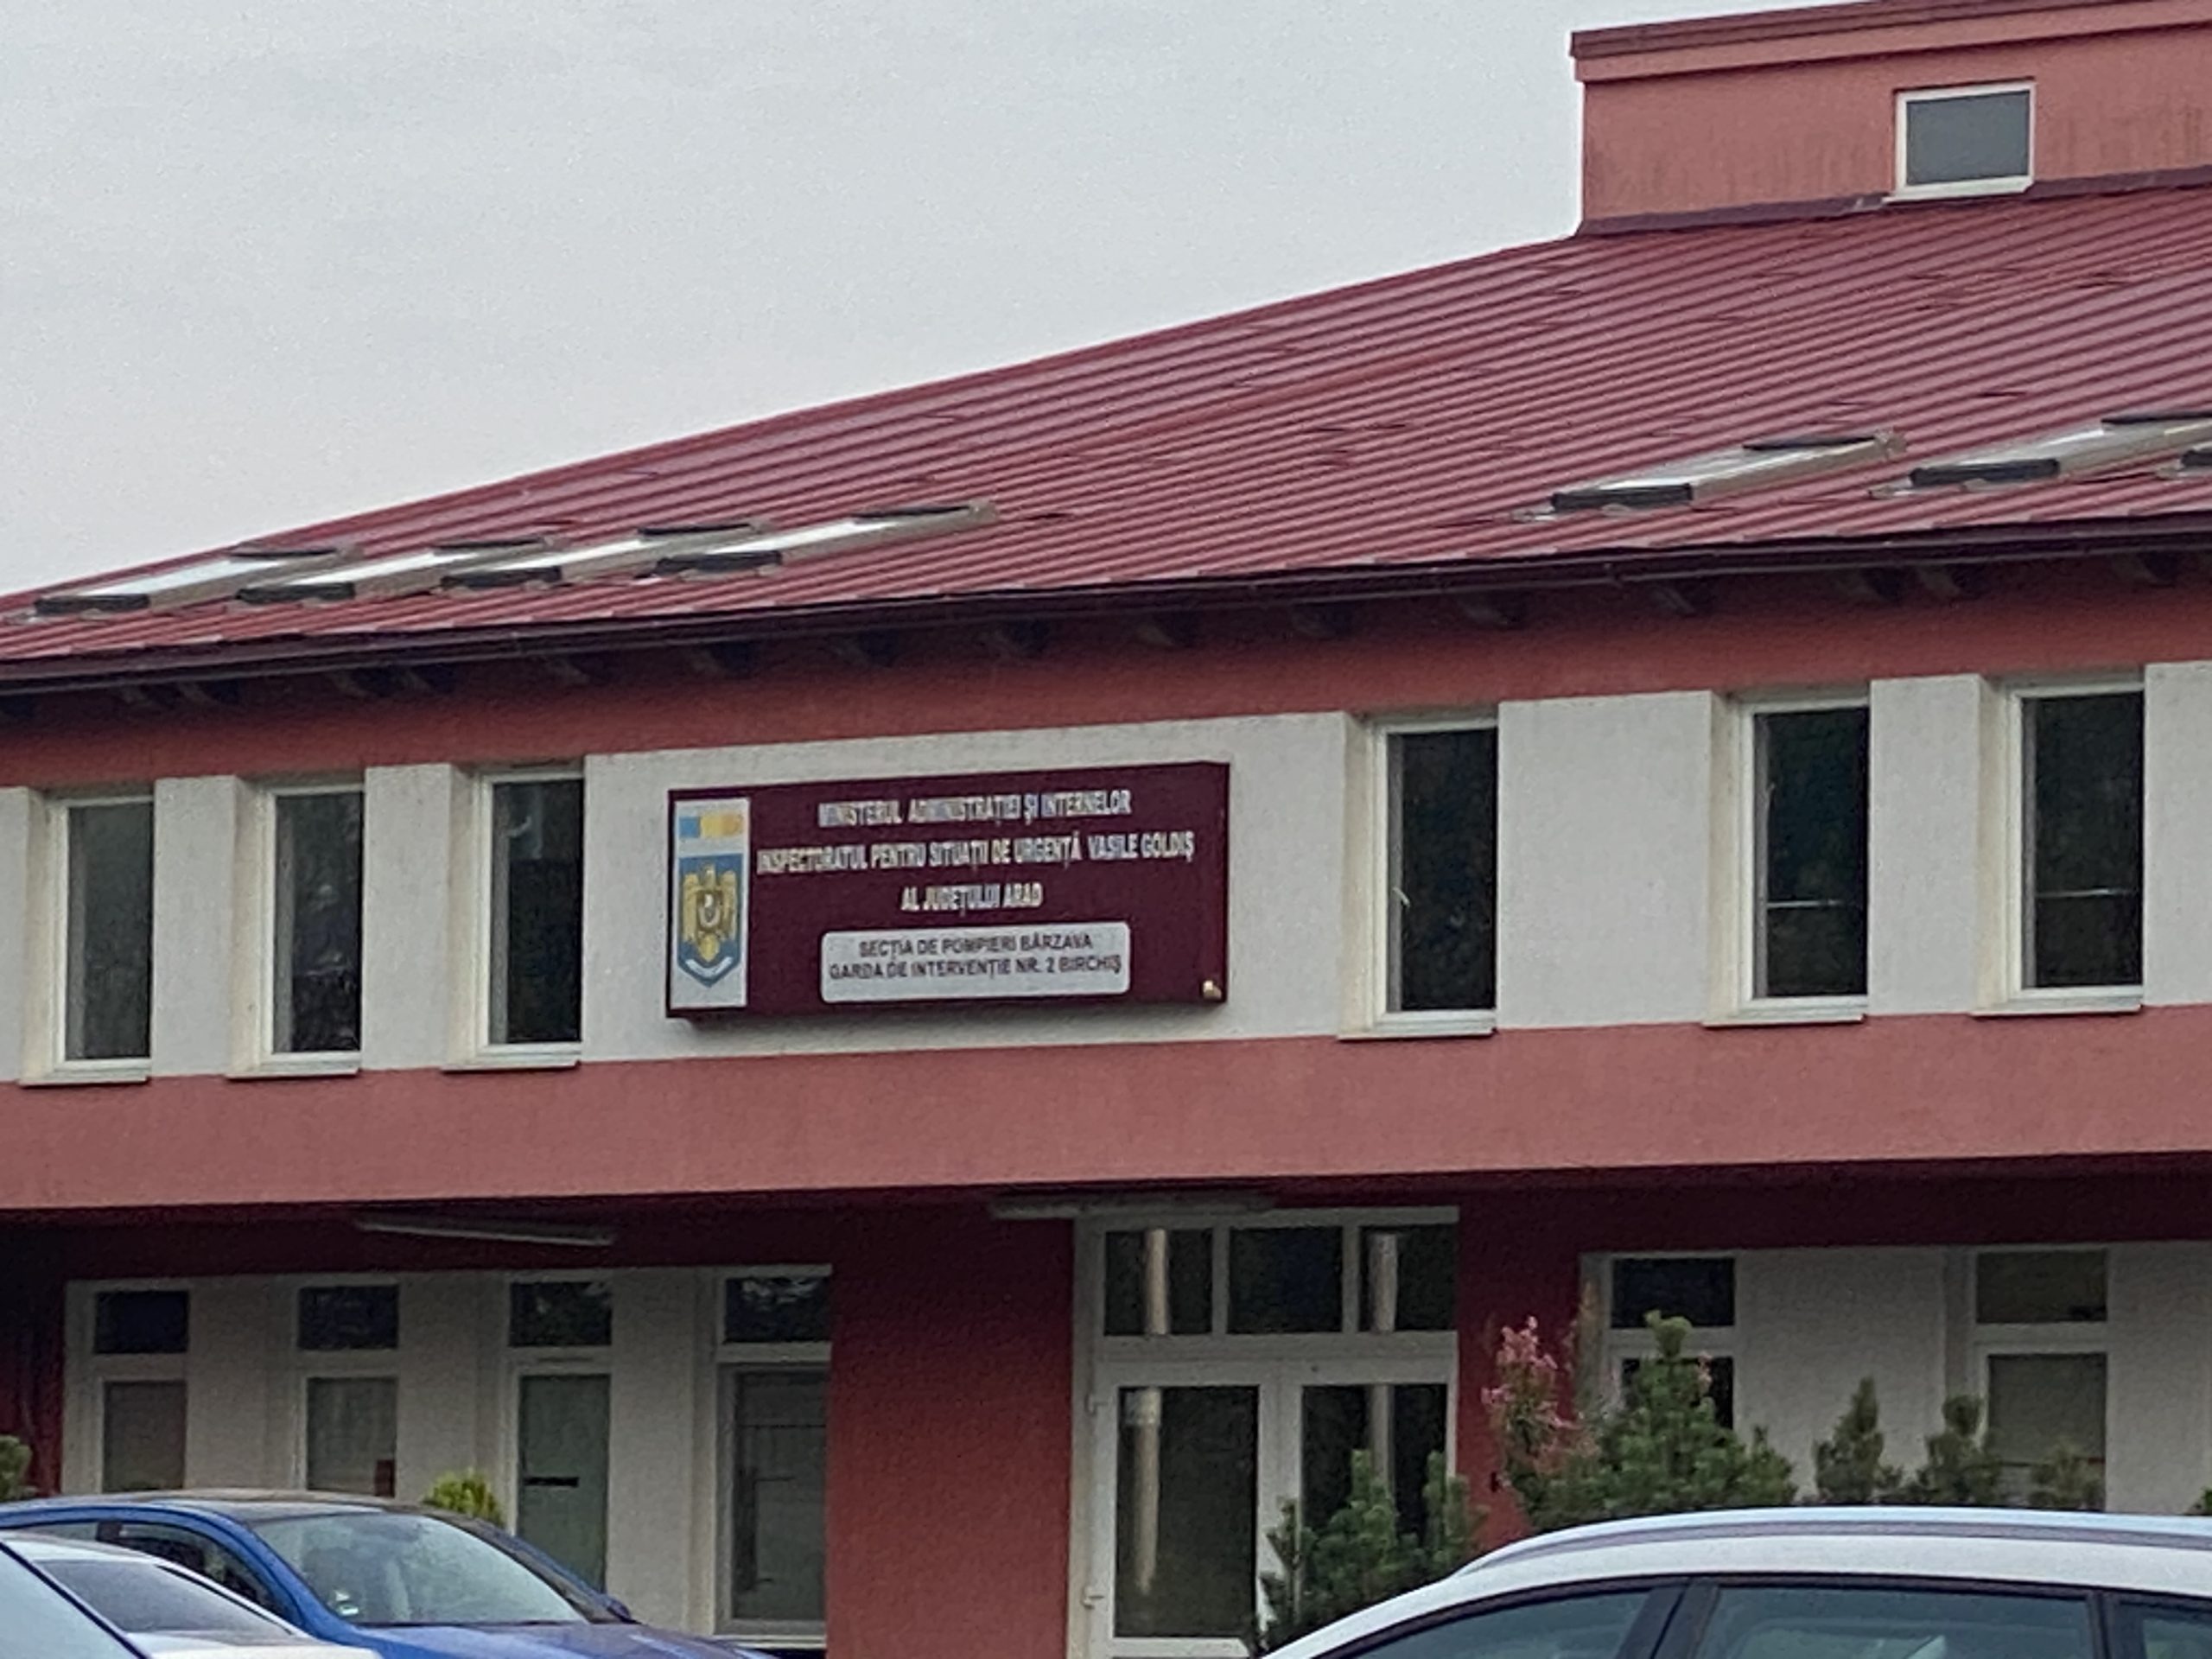 MINISTERUL ADMINISTRAȚIEI ȘI INTERNELOR
INSPECTORATUL PENTRU SITUAȚII DE URGENȚĂ VASILE GOLDIȘ
AL JUDEȚULUI ARAD
SECȚIA DE POMPIERI BÂRZAVA
GARDA DE INTERVENȚIE NR. 2 BIRCHIȘ